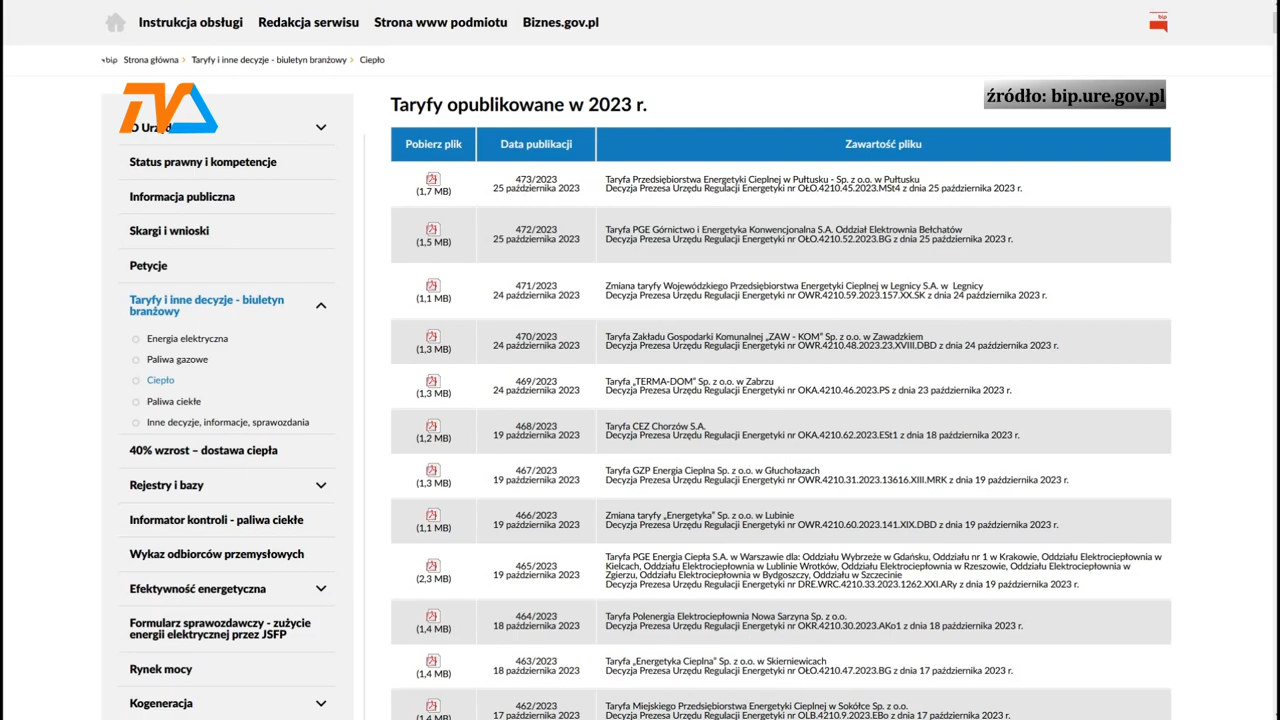 Instrukcja obsługi Redakcja serwisu Strona www podmiotu Biznes.gov.pl
bip
bip Strona główna > Taryfy i inne decyzje - biuletyn branżowy > Ciepło
TVA
źródło: bip.ure.gov.pl
O Urzęd
Status prawny i kompetencje
Informacja publiczna
Skargi i wnioski
Petycje
Taryfy i inne decyzje - biuletyn
branżowy
Energia elektryczna
Paliwa gazowe
Ciepło
Paliwa ciekłe
Inne decyzje, informacje, sprawozdania
40% wzrost – dostawa ciepła
Rejestry i bazy
Informator kontroli - paliwa ciekłe
Wykaz odbiorców przemysłowych
Efektywność energetyczna
Formularz sprawozdawczy - zużycie
energii elektrycznej przez JSFP
Rynek mocy
Kogeneracja
Taryfy opublikowane w 2023 r.
Pobierz plik Data publikacji Zawartość pliku
473/2023 Taryfa Przedsiębiorstwa Energetyki Cieplnej w Pułtusku - Sp. z o.o. w Pułtusku
(1,7 MB) 25 października 2023 Decyzja Prezesa Urzędu Regulacji Energetyki nr OŁO.4210.45.2023.MSt4 z dnia 25 października 2023 r.
472/2023 Taryfa PGE Górnictwo i Energetyka Konwencjonalna S.A. Oddział Elektrownia Bełchatów
(1,5 MB) 25 października 2023 Decyzja Prezesa Urzędu Regulacji Energetyki nr OŁO.4210.52.2023.BG z dnia 25 października 2023 r.
471/2023 Zmiana taryfy Wojewódzkiego Przedsiębiorstwa Energetyki Cieplnej w Legnicy S.A. w Legnicy
(1,1 MB) 24 października 2023 Decyzja Prezesa Urzędu Regulacji Energetyki nr OWR.4210.59.2023.157.XX.SK z dnia 24 października 2023 r.
470/2023 Taryfa Zakładu Gospodarki Komunalnej „ZAW - KOM” Sp. z o.o. w Zawadzkiem
(1,3 MB) 24 października 2023 Decyzja Prezesa Urzędu Regulacji Energetyki nr OWR.4210.48.2023.23.XVIII.DBD z dnia 24 października 2023 r.
469/2023 Taryfa „TERMA-DOM” Sp. z o.o. w Zabrzu
(1,3 MB) 24 października 2023 Decyzja Prezesa Urzędu Regulacji Energetyki nr OKA.4210.46.2023.PS z dnia 23 października 2023 r.
468/2023 Taryfa CEZ Chorzów S.A.
(1,2 MB) 19 października 2023 Decyzja Prezesa Urzędu Regulacji Energetyki nr OKA.4210.62.2023.ESt1 z dnia 18 października 2023 r.
467/2023 Taryfa GZP Energia Cieplna Sp. z o.o. w Głuchołazach
(1,3 MB) 19 października 2023 Decyzja Prezesa Urzędu Regulacji Energetyki nr OWR.4210.31.2023.13616.XIII.MRK z dnia 19 października 2023 r.
466/2023 Zmiana taryfy „Energetyka” Sp. z o.o. w Lubinie
(1,1 MB) 19 października 2023 Decyzja Prezesa Urzędu Regulacji Energetyki nr OWR.4210.60.2023.141.XIX.DBD z dnia 19 października 2023 r.
Taryfa PGE Energia Ciepła S.A. w Warszawie dla: Oddziału Wybrzeże w Gdańsku, Oddziału nr 1 w Krakowie, Oddziału Elektrociepłownia w
465/2023 Kielcach, Oddziału Elektrociepłownia w Lublinie Wrotków, Oddziału Elektrociepłownia w Rzeszowie, Oddziału Elektrociepłownia w
(2,3 MB) 19 października 2023 Zgierzu, Oddziału Elektrociepłownia w Bydgoszczy, Oddziału w Szczecinie
Decyzja Prezesa Urzędu Regulacji Energetyki nr DRE.WRC.4210.33.2023.1262.XXI.ARy z dnia 19 października 2023 r.
464/2023 Taryfa Polenergia Elektrociepłownia Nowa Sarzyna Sp. z o.o.
(1,4 MB) 18 października 2023 Decyzja Prezesa Urzędu Regulacji Energetyki nr OKR.4210.30.2023.AKo1 z dnia 18 października 2023 r.
463/2023 Taryfa „Energetyka Cieplna” Sp. z o.o. w Skierniewicach
(1,4 MB) 18 października 2023 Decyzja Prezesa Urzędu Regulacji Energetyki nr OŁO.4210.47.2023.BG z dnia 17 października 2023 r.
462/2023 Taryfa Miejskiego Przedsiębiorstwa Energetyki Cieplnej w Sokółce Sp. z o.o.
(1,4 MB) 17 października 2023 Decyzja Prezesa Urzędu Regulacji Energetyki nr OLB.4210.9.2023.EBo z dnia 17 października 2023 r.